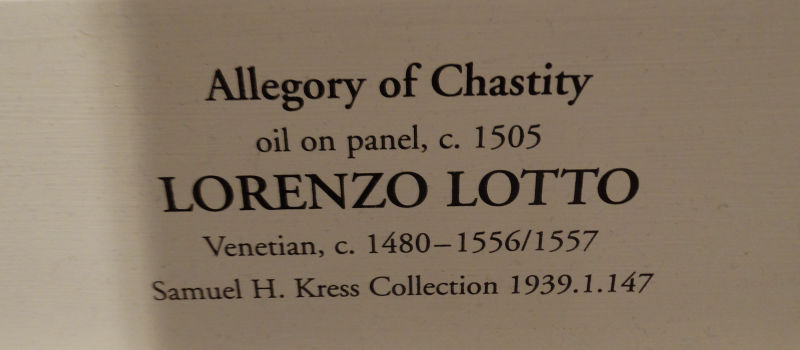 Allegory of Chastity
oil on panel, c. 1505
LORENZO LOTTO
Venetian, c. 1480–1556/1557
Samuel H. Kress Collection 1939.1.147